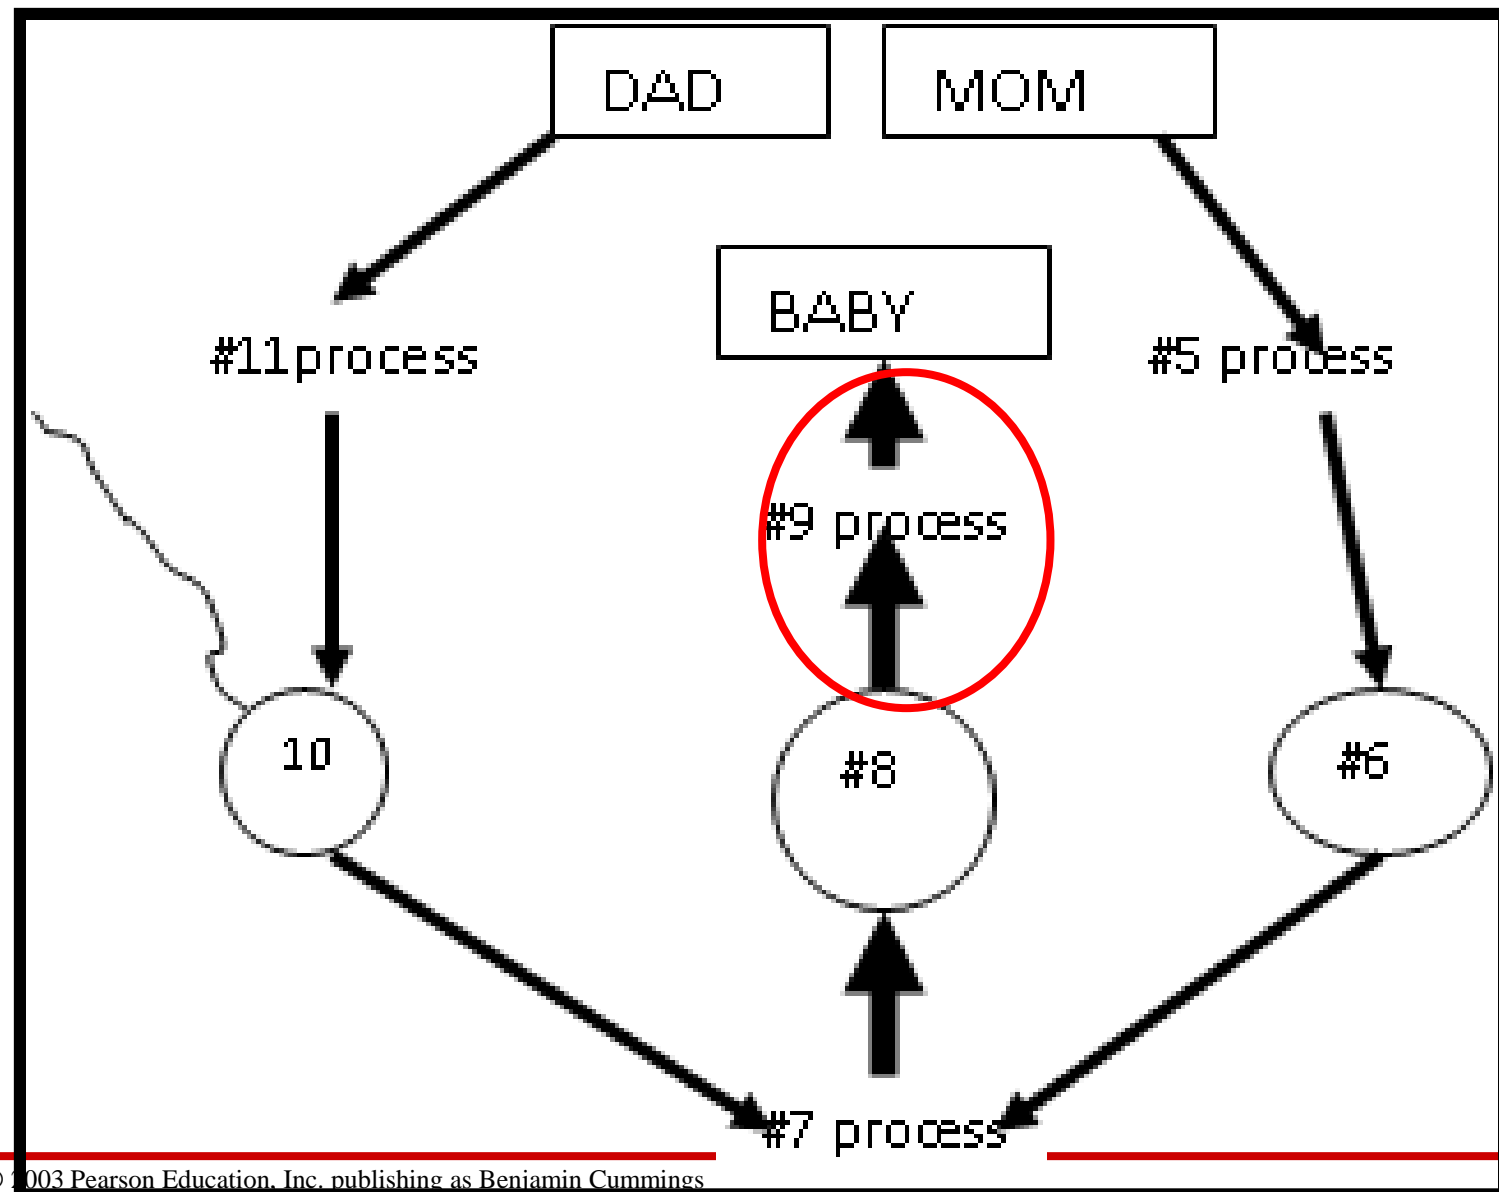 DAD
MOM
BABY
#11process
#5 process
#9 process
10
#8
#6
#7 process
2003 Pearson Education, Inc. publishing as Benjamin Cummings